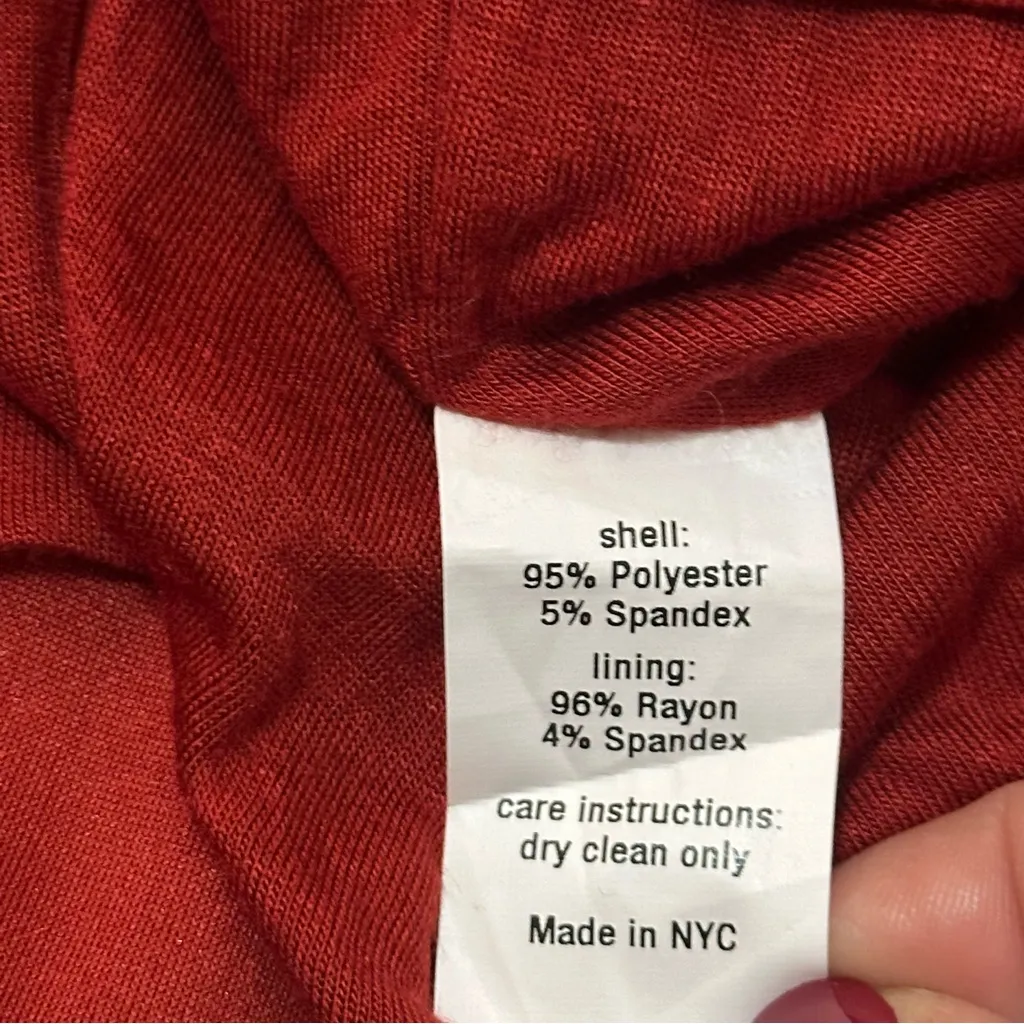 shell:
95% Polyester
5% Spandex
lining:
96% Rayon
4% Spandex
care instructions:
dry clean only
Made in NYC